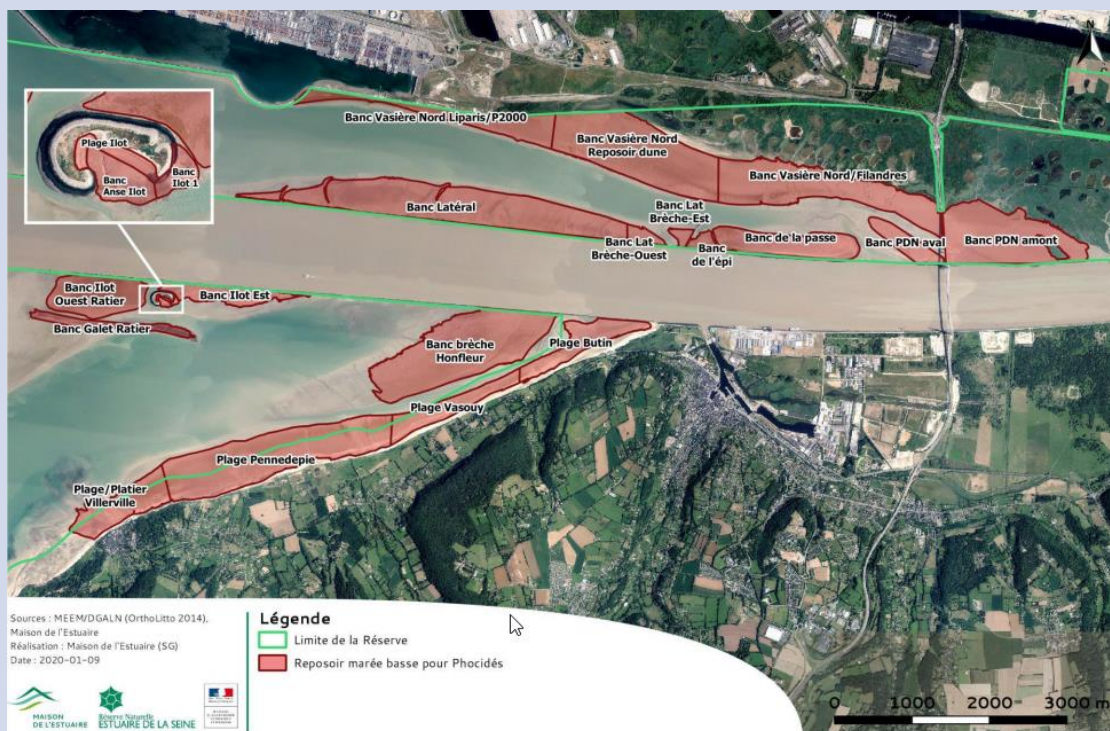 Banc Vasière Nord Liparis/P2000
Banc Vasière Nord
Reposoir dune
Banc Vasière Nord/Filandres
Plage Ilot
Banc
Anse Ilot
Banc
Ilot 1
Banc Latéral
Banc Lat
Brèche-Est
Banc Lat
Brèche-Ouest
Banc
de l'épi
Banc de la passe
Banc PDN aval
Banc PDN amont
Banc Ilot
Ouest Ratier
Banc Ilot Est
Banc Galet Ratier
Banc brèche
Honfleur
Plage Butin
Plage Vasouy
Plage Pennedepie
Plage/Platier
Villerville
Sources : MEEM/DGALN (OrthoLitto 2014),
Maison de l'Estuaire
Réalisation : Maison de l'Estuaire (SG)
Date : 2020-01-09
Légende
Limite de la Réserve
Reposoir marée basse pour Phocidés
MAISON
DE L'ESTUAIRE
Réserve Naturelle
ESTUAIRE DE LA SEINE
0 1000 2000 3000 m